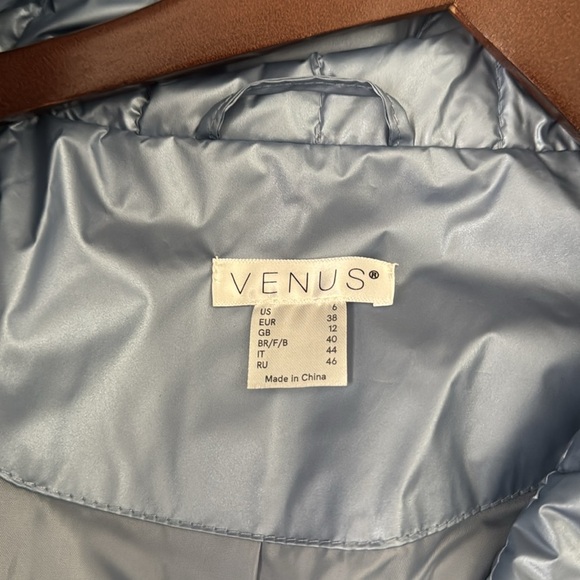 VENUS®
US 6
EUR 38
GB 12
BR/F/B 40
IT 44
RU 46
Made in China